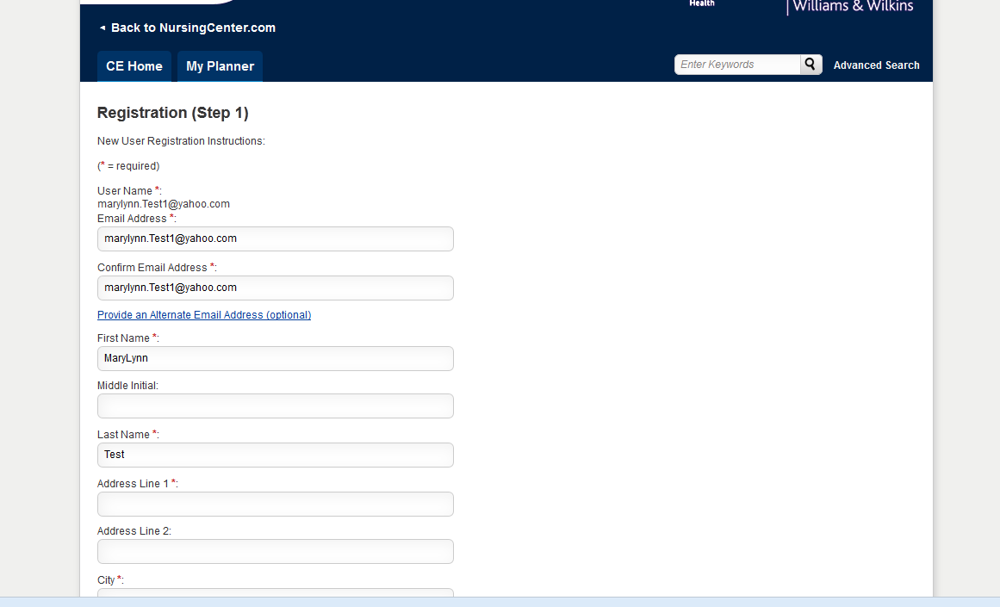 Health
Williams & Wilkins
◄ Back to NursingCenter.com
CE Home
My Planner
Enter Keywords
Advanced Search
Registration (Step 1)
New User Registration Instructions:
(* = required)
User Name *:
marylynn.Test1@yahoo.com
Email Address *:
marylynn.Test1@yahoo.com
Confirm Email Address *:
marylynn.Test1@yahoo.com
Provide an Alternate Email Address (optional)
First Name *:
MaryLynn
Middle Initial:
Last Name *:
Test
Address Line 1 *:
Address Line 2:
City *: